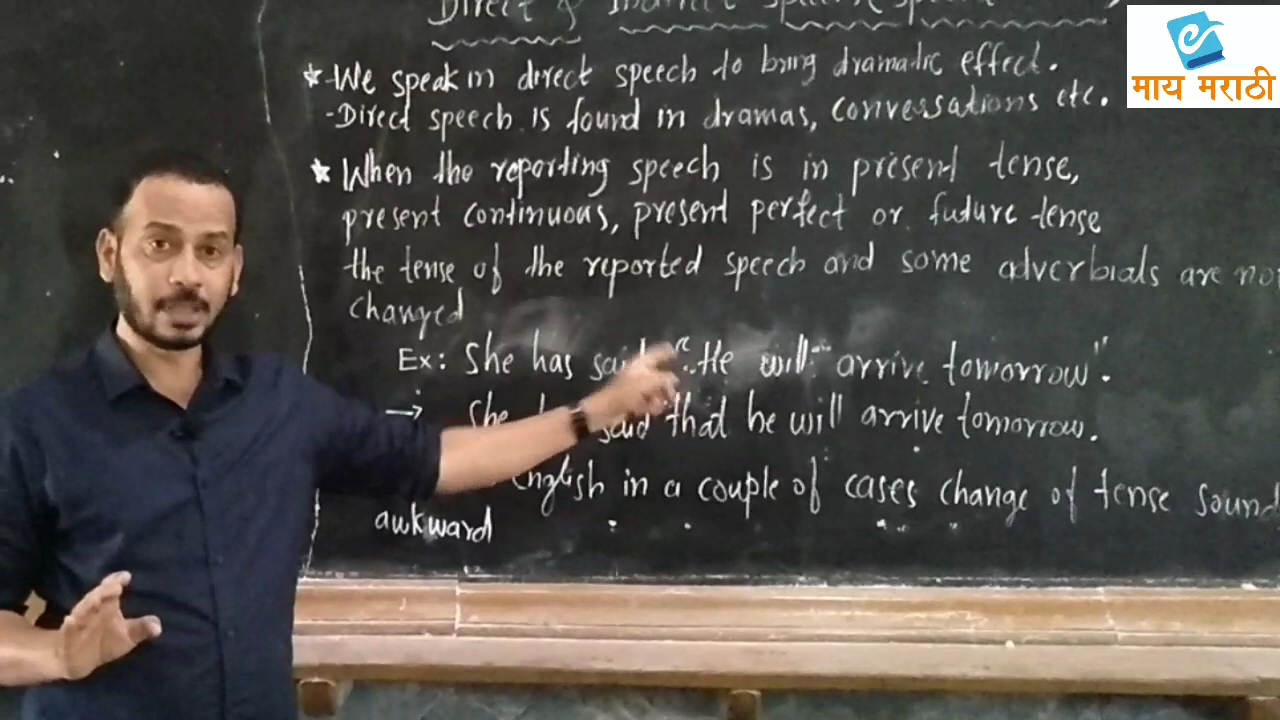 Direct & Indirect
माय मराठी
* -We speak in direct speech to bring dramatic effect.
-Direct speech is found in dramas, conversations etc.
* When the reporting speech is in present tense,
present continuous, present perfect or future tense
the tense of the reported speech and some adverbials are no
changed
Ex: She has said "He will arrive tomorrow".
→ She said that he will arrive tomorrow.
English in a couple of cases change of tense sound
awkward